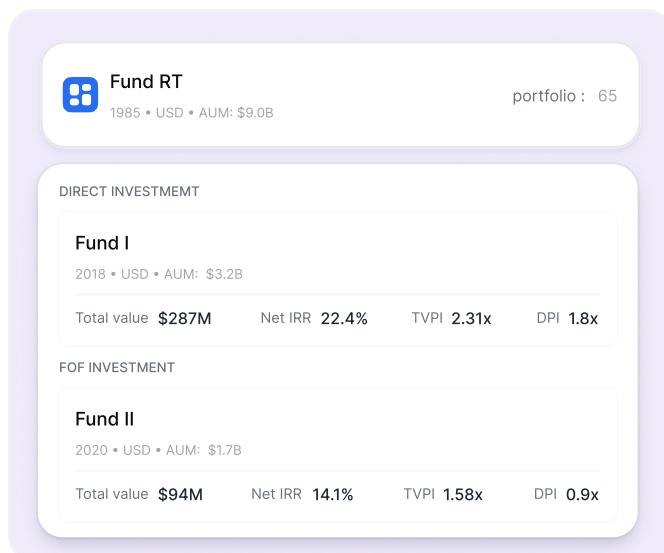 Fund RT
1985 • USD • AUM: $9.0B
portfolio : 65
DIRECT INVESTMEMT
Fund I
2018 • USD • AUM: $3.2B
Total value $287M Net IRR 22.4% TVPI 2.31x DPI 1.8x
FOF INVESTMENT
Fund II
2020 • USD • AUM: $1.7B
Total value $94M Net IRR 14.1% TVPI 1.58x DPI 0.9x